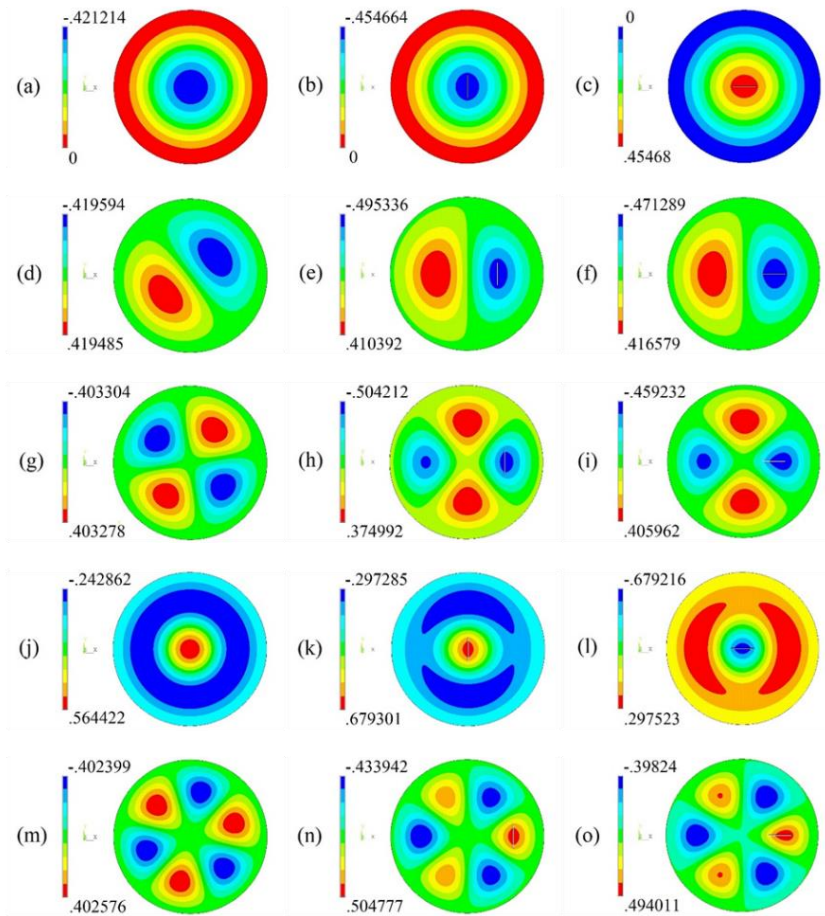 -.421214 -.454664 0
(a) (b) (c)
0 0 .45468
-.419594 -.495336 -.471289
(d) (e) (f)
.419485 .410392 .416579
-.403304 -.504212 -.459232
(g) (h) (i)
.403278 .374992 .405962
-.242862 -.297285 -.679216
(j) (k) (l)
.564422 .679301 .297523
-.402399 -.433942 -.39824
(m) (n) (o)
.402576 .504777 .494011